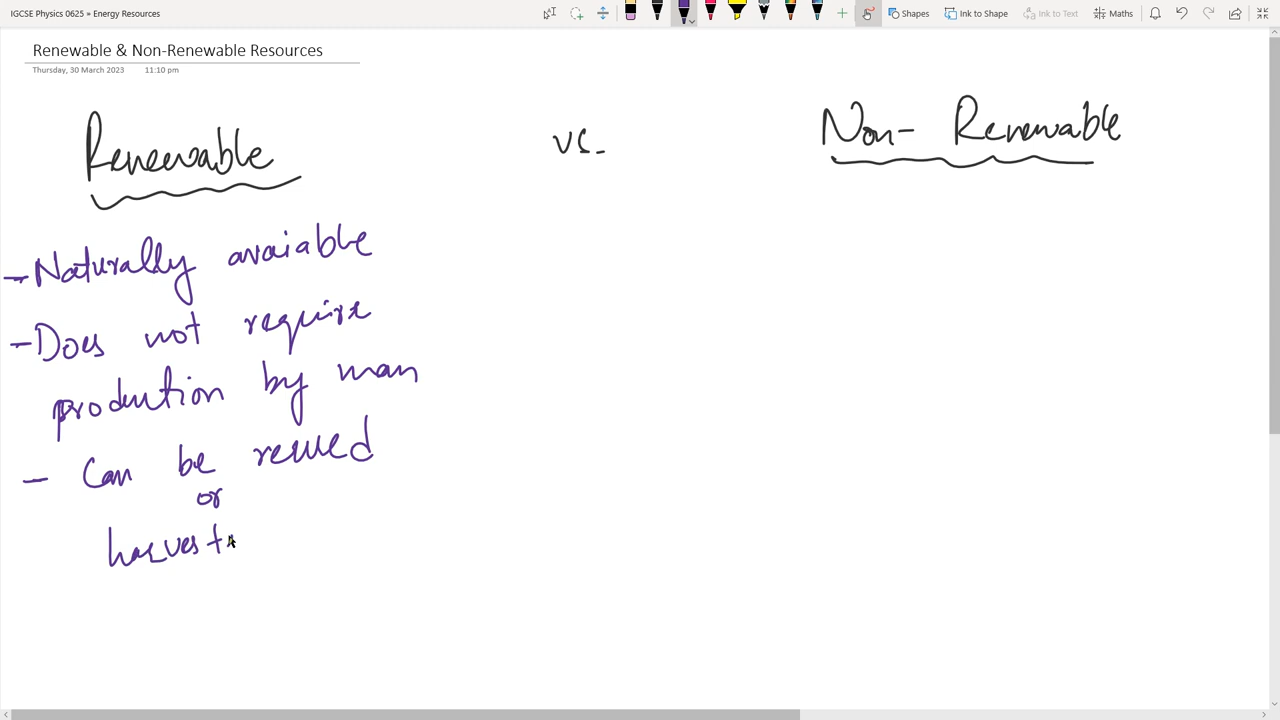 IGCSE Physics 0625 » Energy Resources
Shapes Ink to Shape Ink to Text Maths
Renewable & Non-Renewable Resources
Thursday, 30 March 2023 11:10 pm
Renewable vs. Non- Renewable
- Naturally avaiable
- Does not require
production by man
- Can be reused
or
harvest